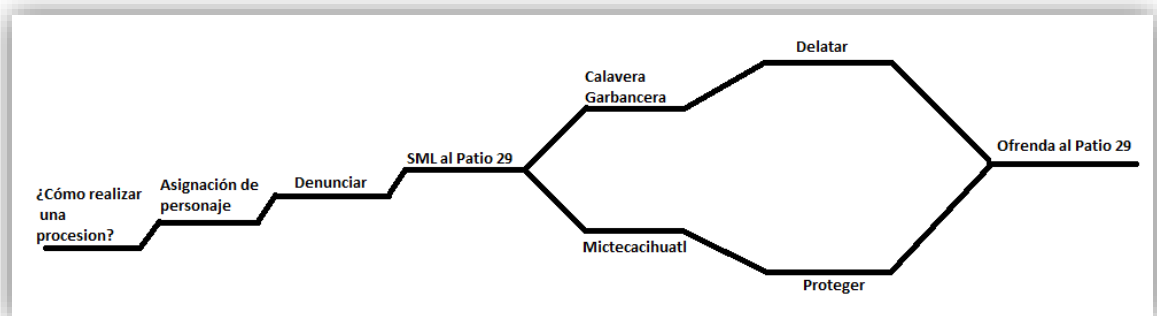 ¿Cómo realizar
una
procesion?
Asignación de
personaje
Denunciar
SML al Patio 29
Calavera
Garbancera
Delatar
Mictecacihuatl
Proteger
Ofrenda al Patio 29